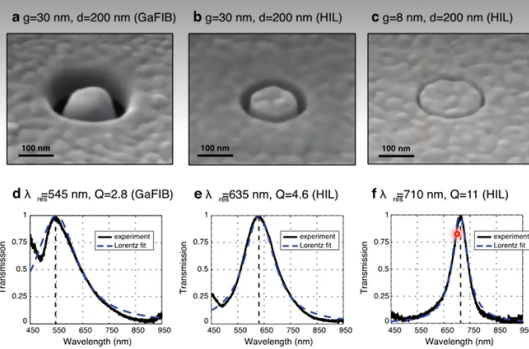 a g=30 nm, d=200 nm (GaFIB)
b g=30 nm, d=200 nm (HIL)
c g=8 nm, d=200 nm (HIL)
100 nm
100 nm
100 nm
d λres=545 nm, Q=2.8 (GaFIB)
e λres=635 nm, Q=4.6 (HIL)
f λres=710 nm, Q=11 (HIL)
Transmission
1
0.75
0.5
0.25
0
experiment
Lorentz fit
450 550 650 750 850 950
Wavelength (nm)
Transmission
1
0.75
0.5
0.25
0
experiment
Lorentz fit
450 550 650 750 850 950
Wavelength (nm)
Transmission
1
0.75
0.5
0.25
0
experiment
Lorentz fit
450 550 650 750 850 95
Wavelength (nm)